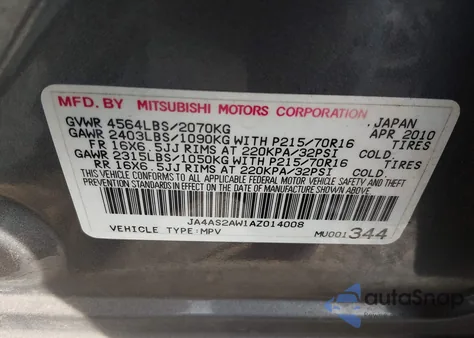 MFD. BY MITSUBISHI MOTORS CORPORATION
GVWR 4564LBS/2070KG JAPAN
GAWR 2403LBS/1090KG WITH P215/70R16 APR 2010 TIRES
FR 16X6.5JJ RIMS AT 220KPA/32PSI COLD.
GAWR 2315LBS/1050KG WITH P215/70R16 TIRES
RR 16X6.5JJ RIMS AT 220KPA/32PSI COLD.
THIS VEHICLE CONFORMS TO ALL APPLICABLE
FEDERAL MOTOR VEHICLE SAFETY AND THEFT
PREVENTION STANDARDS IN EFFECT ON THE DATE
OF MANUFACTURE SHOWN ABOVE.
JA4AS2AW1AZ014008
VEHICLE TYPE:MPV MU001344
autoSnap